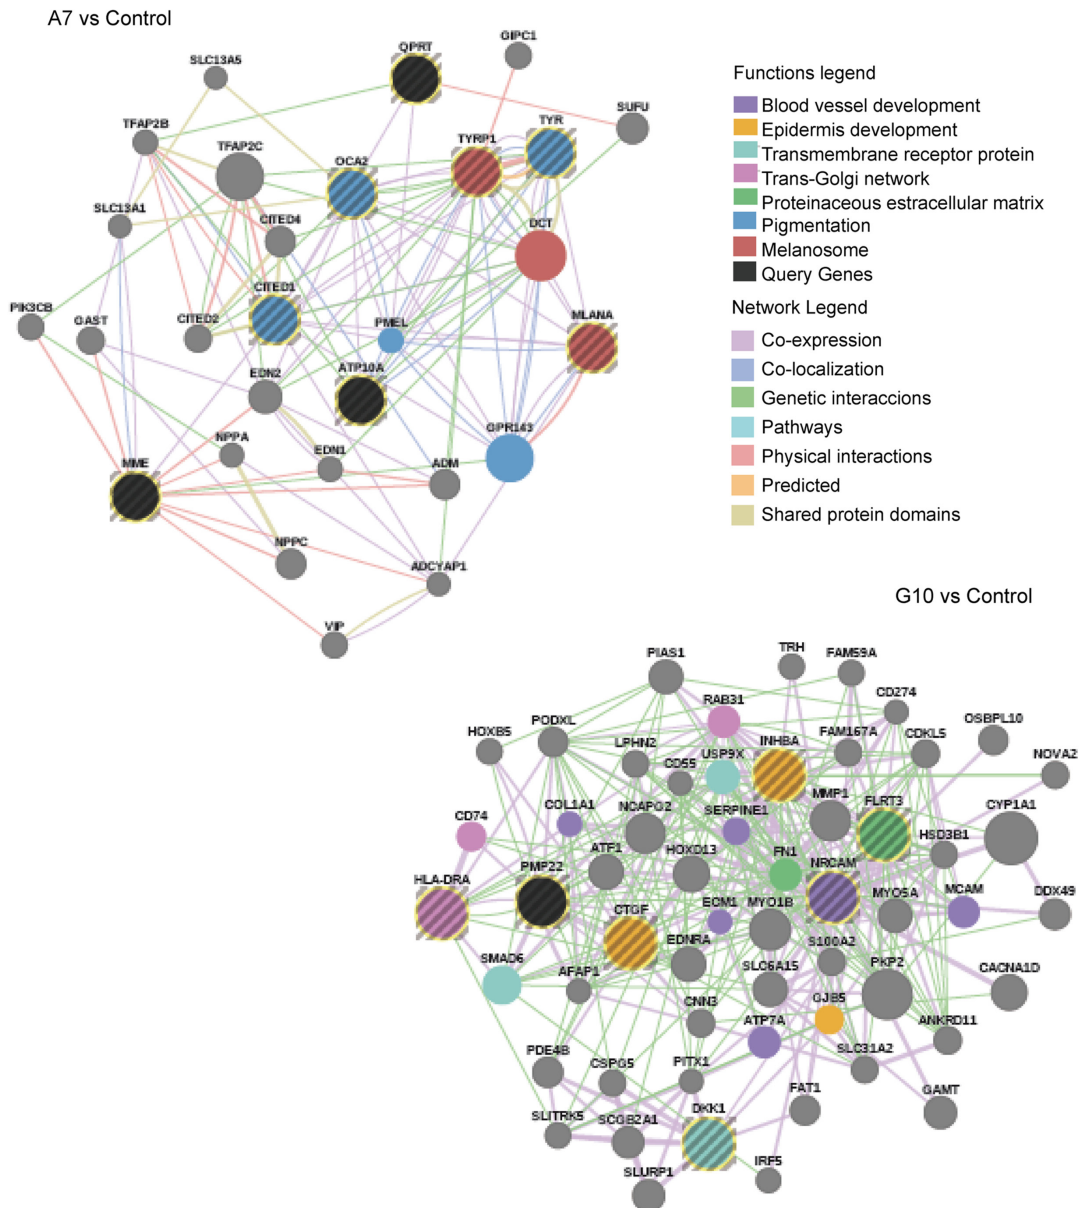 A7 vs Control
GIPC1
QPRT
SLC13A5
SUFU
TFAP2B
TYR
TYRP1
TFAP2C
OCA2
SLC13A1
CITED4
DCT
CITED1
PIK3CB
GAST
CITED2
PMEL
MLANA
ATP10A
EDN2
GPR143
NPPA
EDN1
MME
ADM
NPPC
ADCYAP1
VIP
Functions legend
Blood vessel development
Epidermis development
Transmembrane receptor protein
Trans-Golgi network
Proteinaceous estracellular matrix
Pigmentation
Melanosome
Query Genes
Network Legend
Co-expression
Co-localization
Genetic interaccions
Pathways
Physical interactions
Predicted
Shared protein domains
G10 vs Control
PIAS1
TRH
FAM59A
RAB31
CD274
HOXB5
PODXL
OSBPL10
LPHN2
USP9X
INHBA
FAM167A
CDKL5
CD55
NOVA2
COL1A1
NCAPG2
SERPINE1
MMP1
FLRT3
CYP1A1
CD74
HSD3B1
ATF1
HOXD13
FN1
NRCAM
PMP22
HLA-DRA
MYO5A
MCAM
DDX49
CTGF
ECM1
MYO1B
EDNRA
S100A2
SMAD6
AFAP1
SLC6A15
PKP2
CACNA1D
CNN3
GJB5
ATP7A
ANKRD11
SLC31A2
PDE4B
CSPG5
PITX1
FAT1
GAMT
SLITRK5
SCGB2A1
DKK1
SLURP1
IRF5